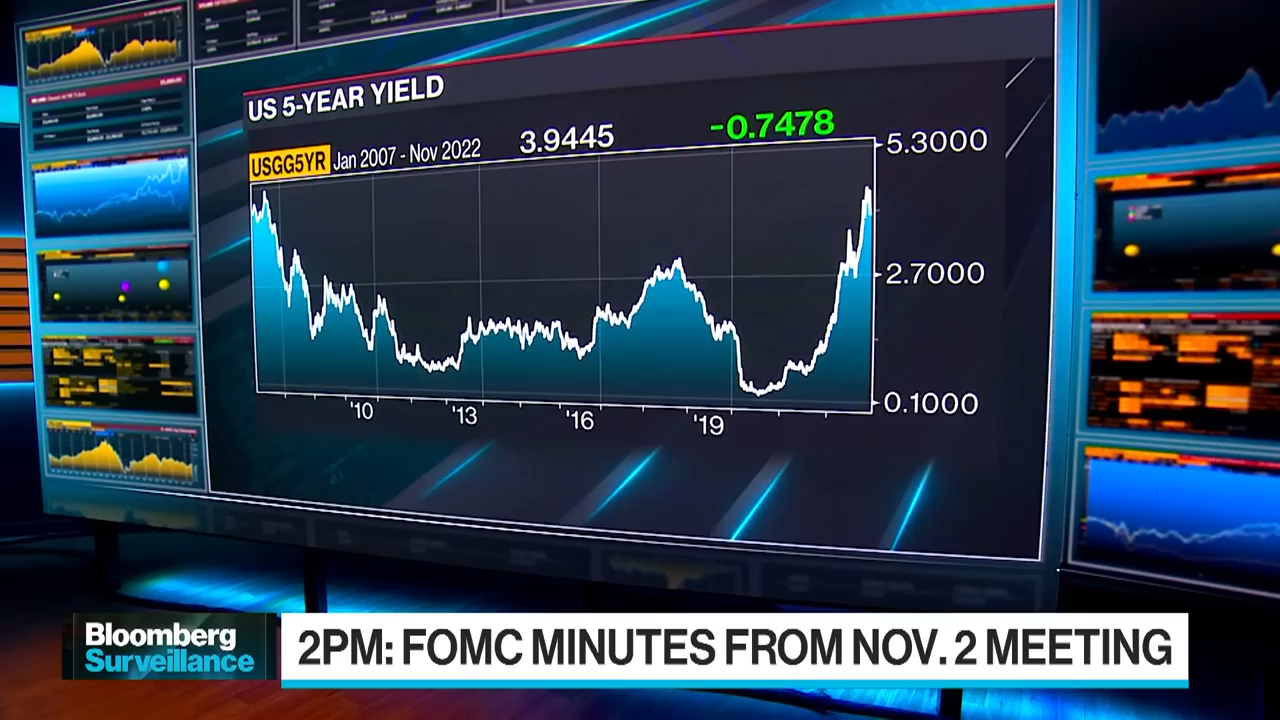 US 5-YEAR YIELD
USGG5YR Jan 2007 - Nov 2022 3.9445 -0.7478
5.3000
2.7000
0.1000
'10 '13 '16 '19
Bloomberg
Surveillance
2PM: FOMC MINUTES FROM NOV. 2 MEETING